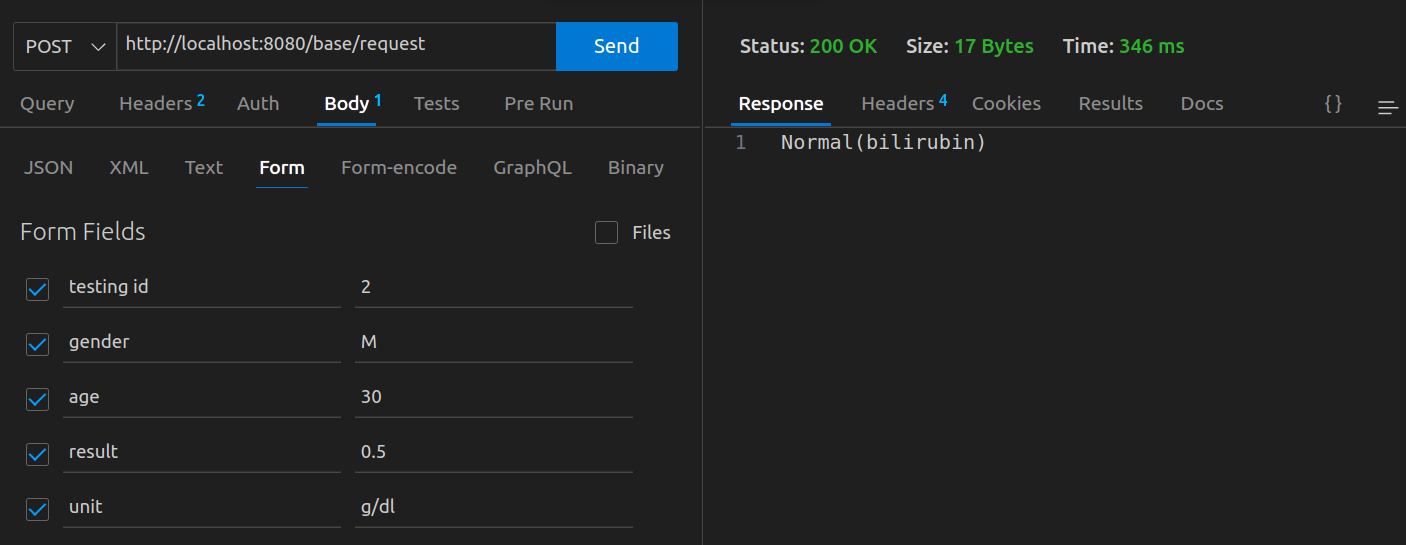 POST http://localhost:8080/base/request Send
Query Headers 2 Auth Body 1 Tests Pre Run
JSON XML Text Form Form-encode GraphQL Binary
Form Fields Files
testing id 2
gender M
age 30
result 0.5
unit g/dl
Status: 200 OK Size: 17 Bytes Time: 346 ms
Response Headers 4 Cookies Results Docs { }
1 Normal(bilirubin)